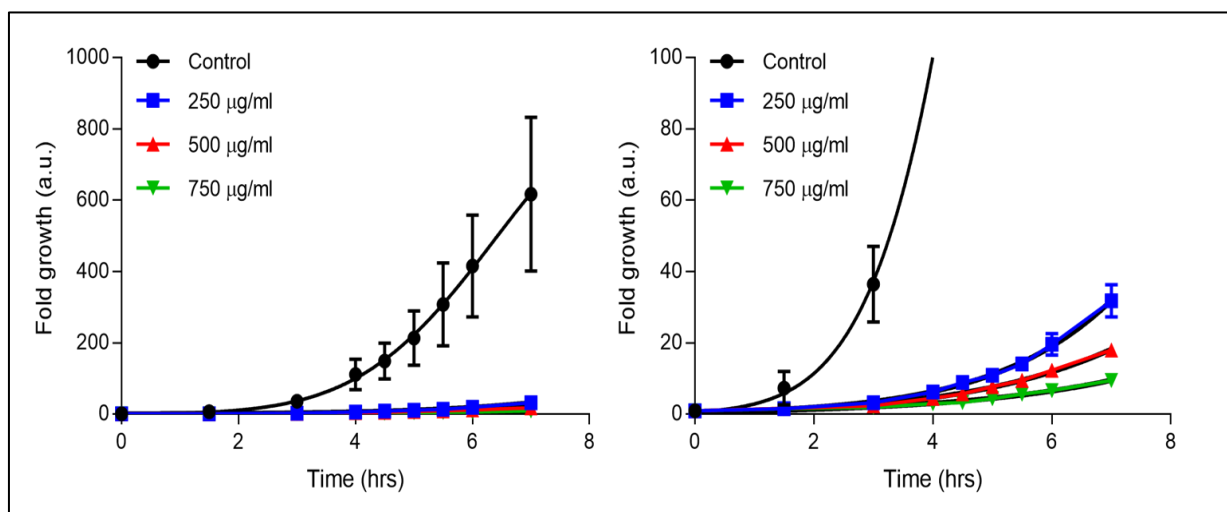 1000
800
600
400
200
0
Fold growth (a.u.)
Control
250 μg/ml
500 μg/ml
750 μg/ml
0 2 4 6 8
Time (hrs)
100
80
60
40
20
0
Fold growth (a.u.)
Control
250 μg/ml
500 μg/ml
750 μg/ml
0 2 4 6 8
Time (hrs)